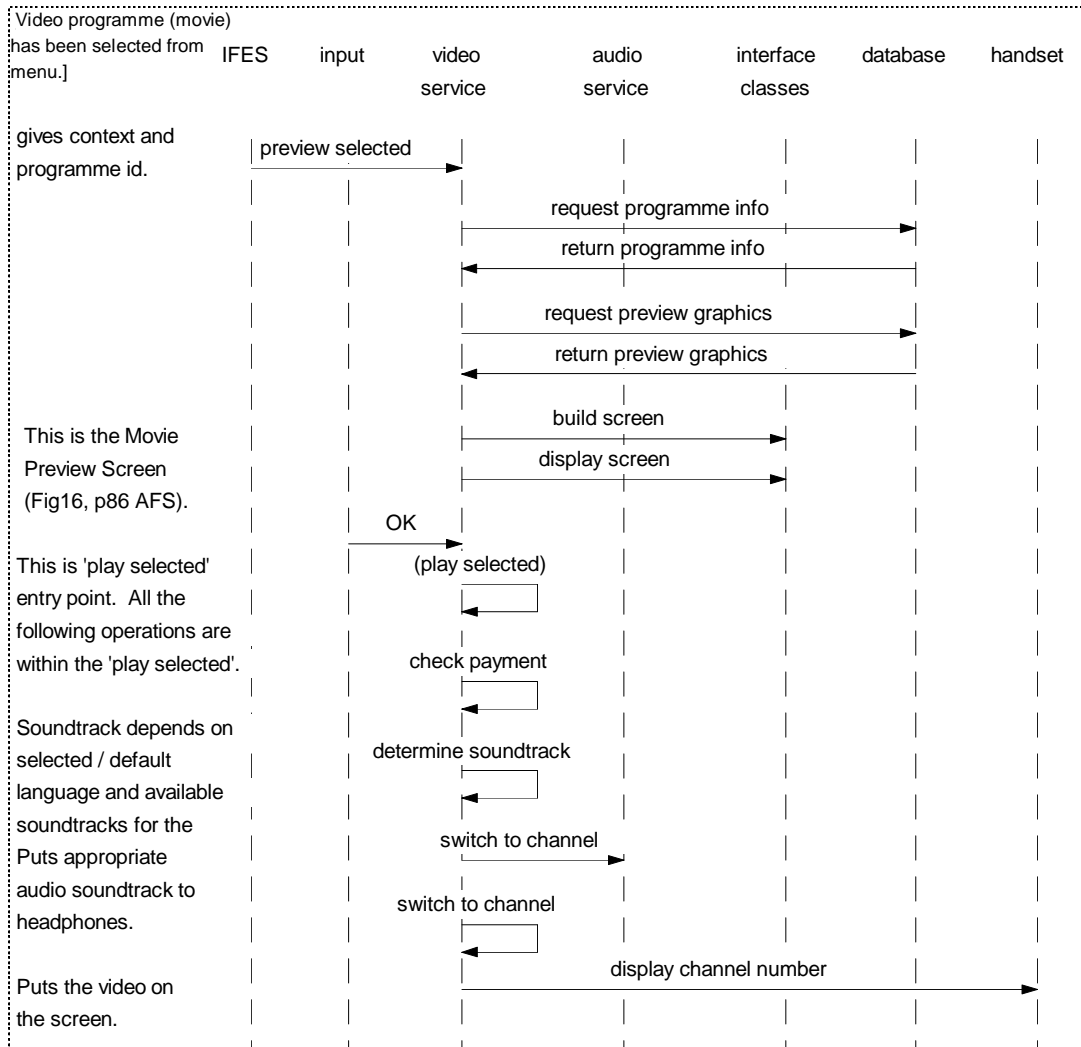 Video programme (movie)
has been selected from
menu.]
IFES input video audio interface database handset
service service classes
gives context and
programme id.
preview selected
request programme info
return programme info
request preview graphics
return preview graphics
build screen
This is the Movie
Preview Screen
(Fig16, p86 AFS).
display screen
OK
This is 'play selected'
entry point. All the
following operations are
within the 'play selected'.
(play selected)
check payment
Soundtrack depends on
selected / default
language and available
soundtracks for the
determine soundtrack
Puts appropriate
audio soundtrack to
headphones.
switch to channel
switch to channel
display channel number
Puts the video on
the screen.